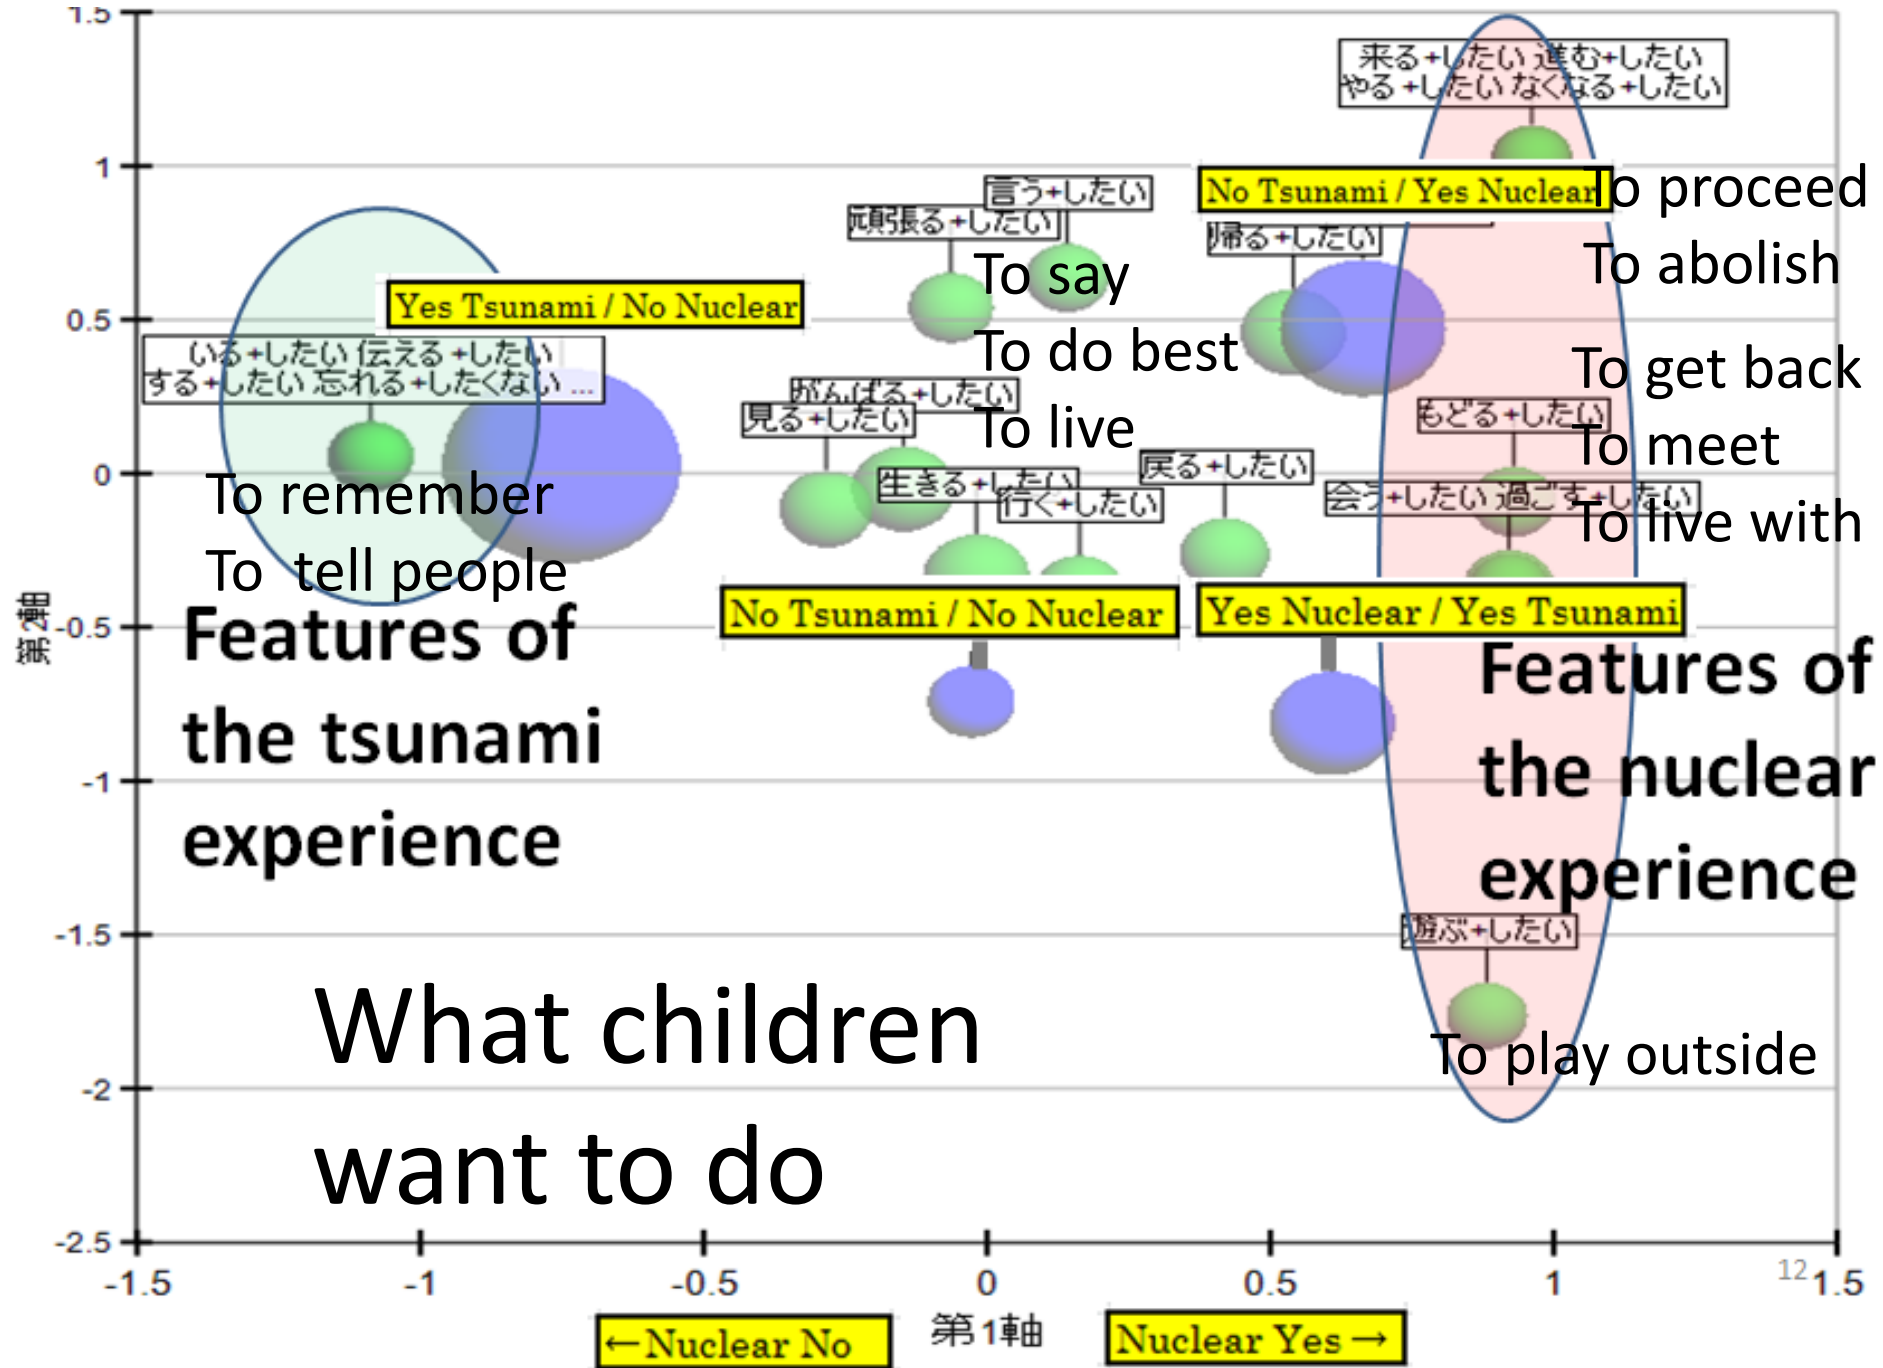 1.5
来る+したい 進む+したい
やる+したい なくなる+したい
1
言う+したい
No Tsunami / Yes Nuclear
To proceed
頑張る+したい
帰る+したい
To say
To abolish
Yes Tsunami / No Nuclear
0.5
いる+したい 伝える+したい
する+したい 忘れる+したくない ...
To do best
To get back
がんばる+したい
見る+したい
To live
もどる+したい
To meet
戻る+したい
0
To remember
生きる+したい
行く+したい
会う+したい 過ごす+したい
To live with
To tell people
第2軸
-0.5
No Tsunami / No Nuclear
Yes Nuclear / Yes Tsunami
Features of
the tsunami
experience
Features of
the nuclear
experience
-1
-1.5
遊ぶ+したい
What children
want to do
To play outside
-2
-2.5
-1.5
-1
-0.5
0
0.5
1
1.5
12
←Nuclear No
第1軸
Nuclear Yes→